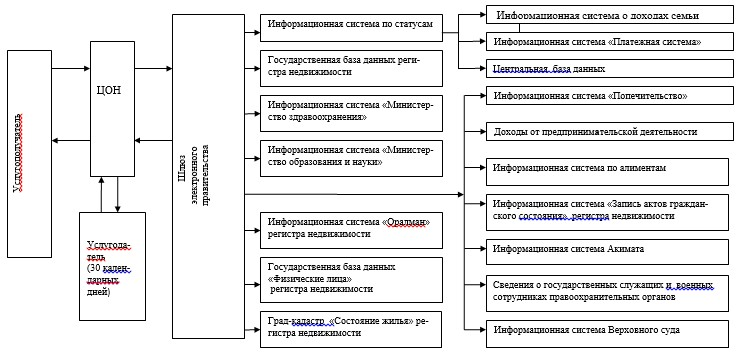 Услугополучатель
ЦОН
Услугода-
тель
(30 кален-
дарных
дней)
Шлюз
электронного
правительства
Информационная система по статусам
Государственная база данных реги-
стра недвижимости
Информационная система «Министер-
ство здравоохранения»
Информационная система «Министер-
ство образования и науки»
Информационная система «Оралман»
регистра недвижимости
Государственная база данных
«Физические лица»
регистра недвижимости
Град-кадастр «Состояние жилья» ре-
гистра недвижимости
Информационная система о доходах семьи
Информационная система «Платежная система»
Центральная база данных
Информационная система «Попечительство»
Доходы от предпринимательской деятельности
Информационная система по алиментам
Информационная система «Запись актов граждан-
ского состояния» регистра недвижимости
Информационная система Акимата
Сведения о государственных служащих и военных
сотрудниках правоохранительных органов
Информационная система Верховного суда